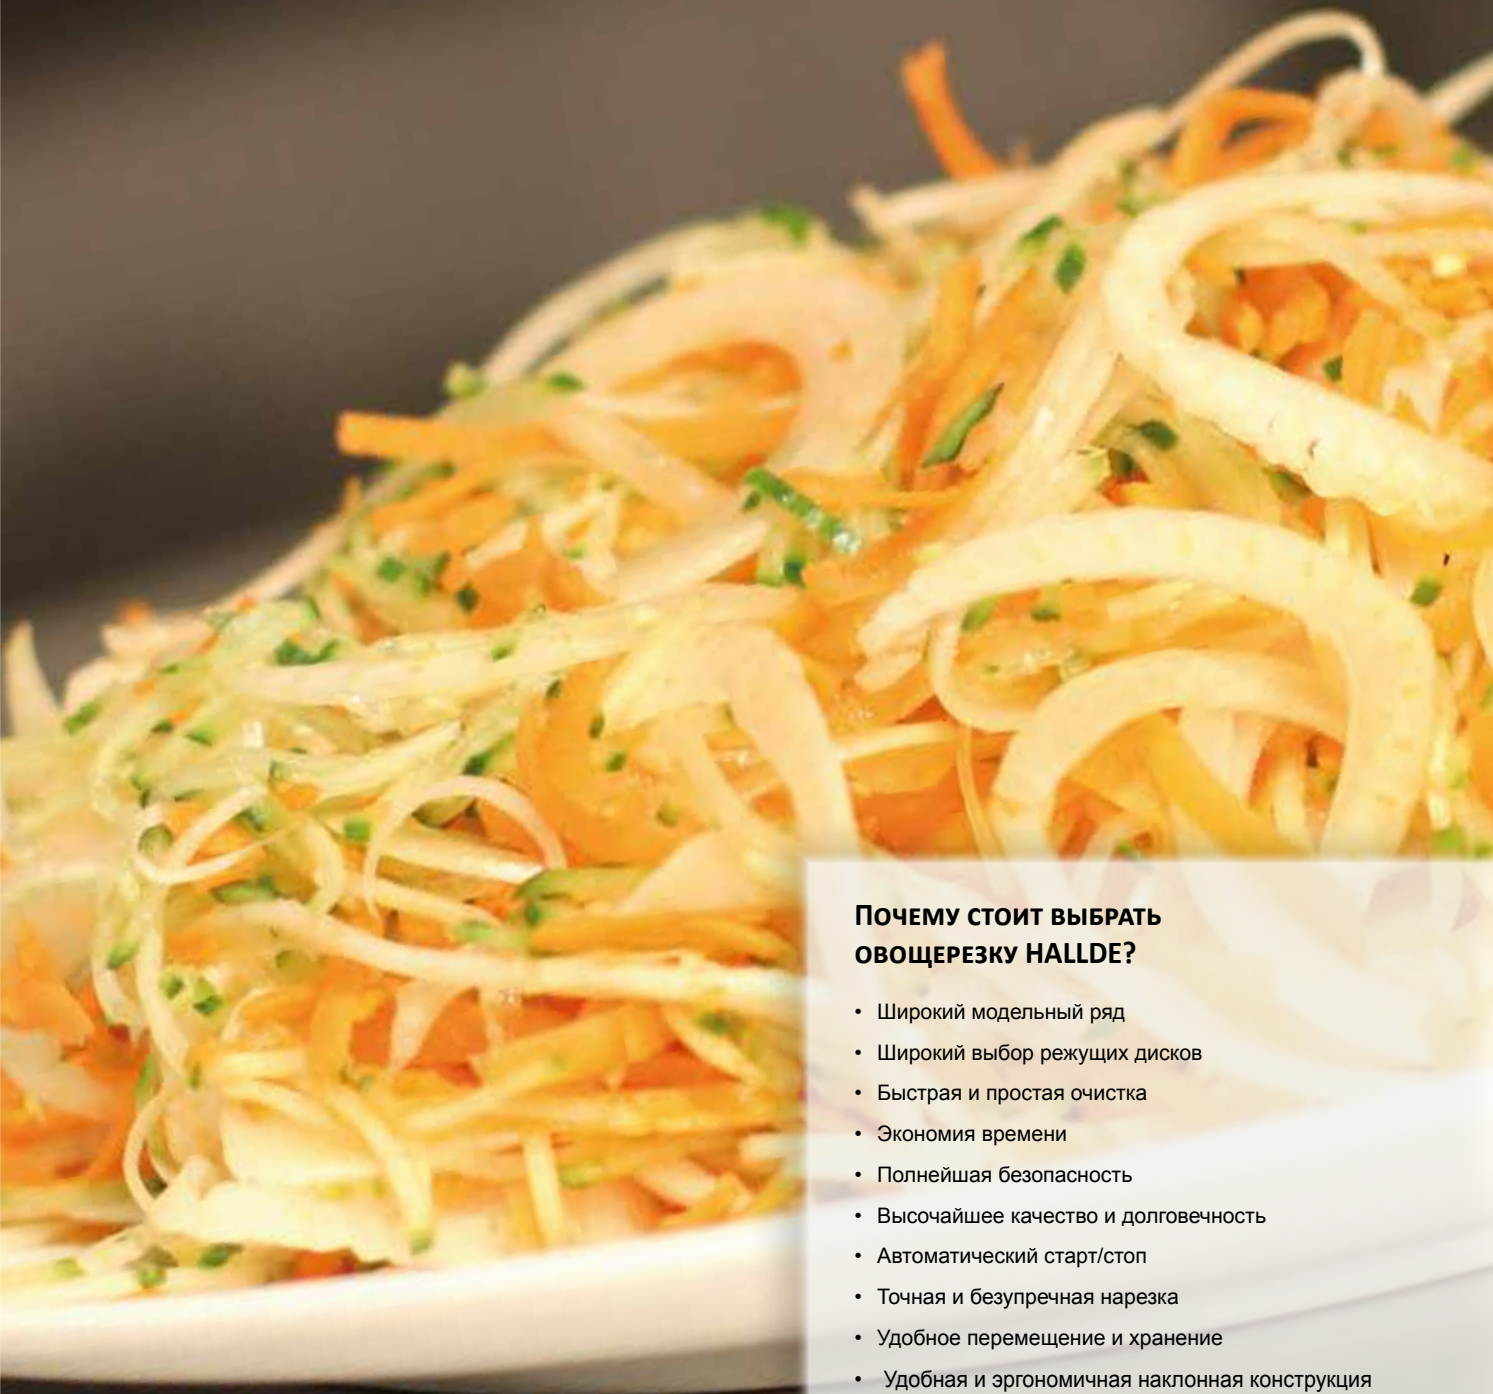 Почему стоит выбрать
овощерезку HALLDE?
• Широкий модельный ряд
• Широкий выбор режущих дисков
• Быстрая и простая очистка
• Экономия времени
• Полнейшая безопасность
• Высочайшее качество и долговечность
• Автоматический старт/стоп
• Точная и безупречная нарезка
• Удобное перемещение и хранение
• Удобная и эргономичная наклонная конструкция